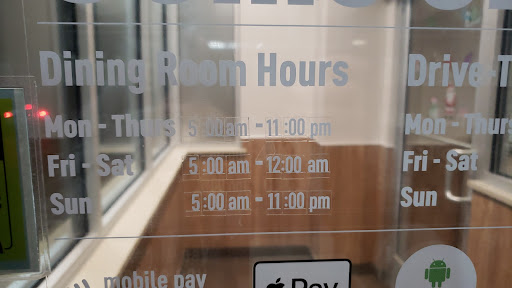 Dining Room Hours
Mon - Thurs 5:00 am - 11:00 pm
Fri - Sat 5:00 am - 12:00 am
Sun 5:00 am - 11:00 pm
Drive-T
Mon - Thurs
Fri - Sat
Sun
mobile pay
Pay